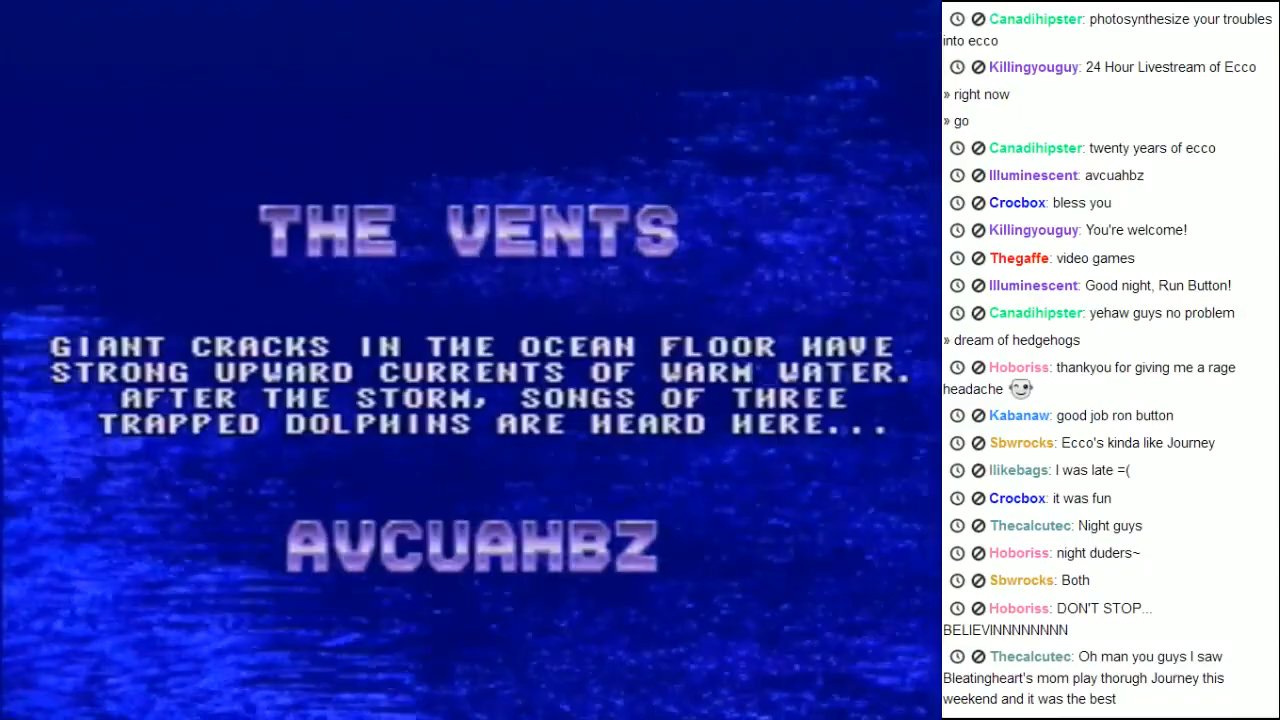 THE VENTS
GIANT CRACKS IN THE OCEAN FLOOR HAVE
STRONG UPWARD CURRENTS OF WARM WATER.
AFTER THE STORM, SONGS OF THREE
TRAPPED DOLPHINS ARE HEARD HERE...
AVCUAHBZ
Canadihipster: photosynthesize your troubles
into ecco
Killingyouguy: 24 Hour Livestream of Ecco
» right now
» go
Canadihipster: twenty years of ecco
Illuminescent: avcuahbz
Crocbox: bless you
Killingyouguy: You're welcome!
Thegaffe: video games
Illuminescent: Good night, Run Button!
Canadihipster: yehaw guys no problem
» dream of hedgehogs
Hoboriss: thankyou for giving me a rage
headache
Kabanaw: good job ron button
Sbwrocks: Ecco's kinda like Journey
Ilikebags: I was late =(
Crocbox: it was fun
Thecalcutec: Night guys
Hoboriss: night duders~
Sbwrocks: Both
Hoboriss: DON'T STOP...
BELIEVINNNNNNNN
Thecalcutec: Oh man you guys I saw
Bleatingheart's mom play thorugh Journey this
weekend and it was the best